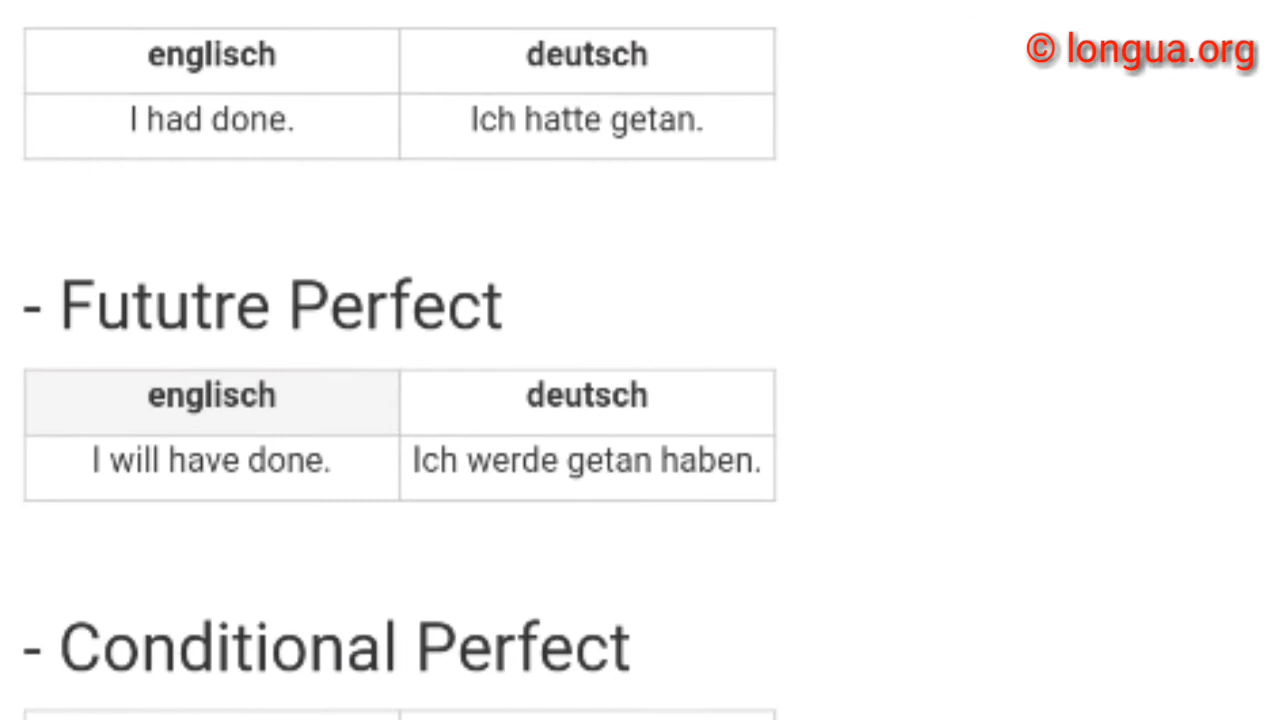 englisch deutsch
© longua.org
I had done. Ich hatte getan.
- Fututre Perfect
englisch deutsch
I will have done. Ich werde getan haben.
- Conditional Perfect